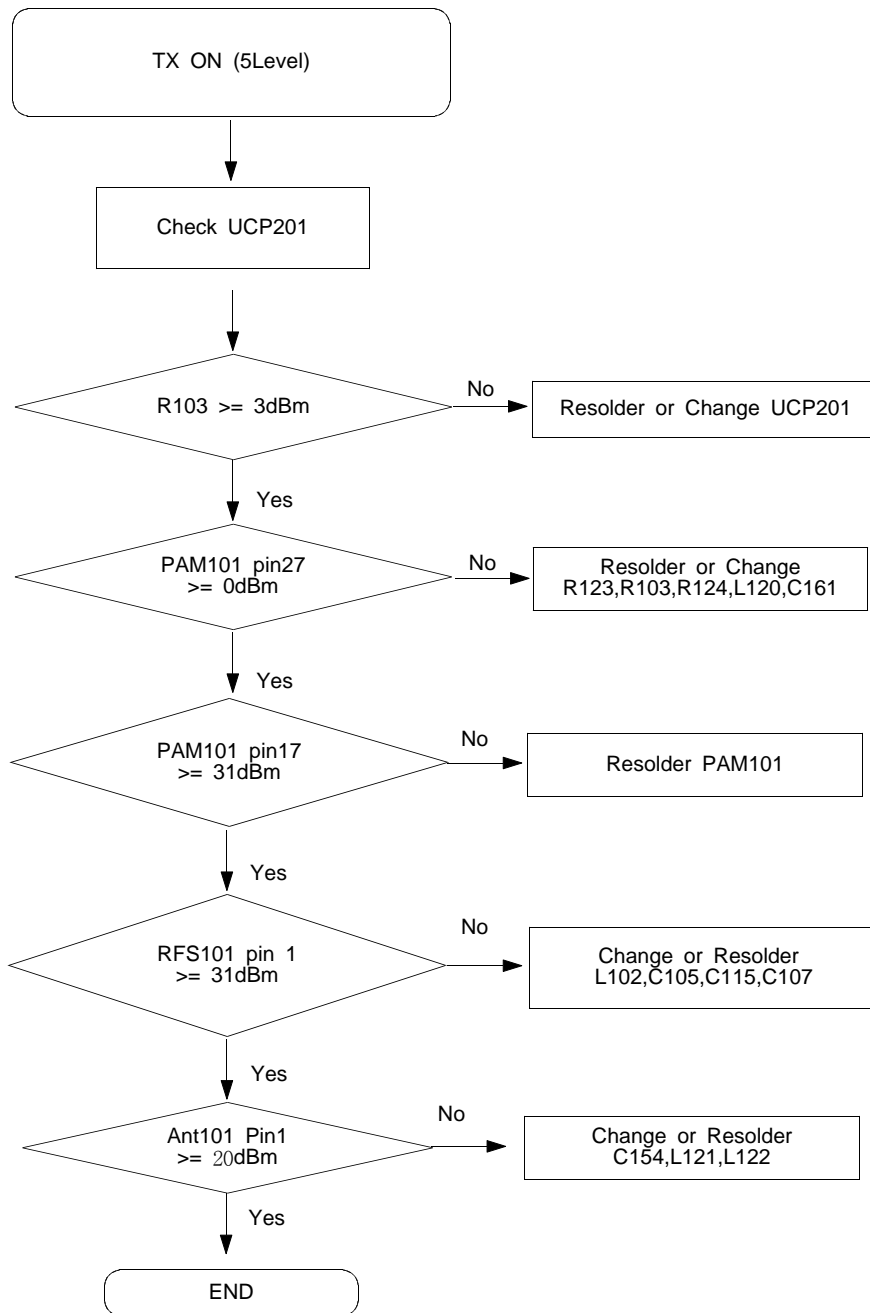 TX ON (5Level)
Check UCP201
R103 >= 3dBm
No
Resolder or Change UCP201
Yes
PAM101 pin27
>= 0dBm
No
Resolder or Change
R123,R103,R124,L120,C161
Yes
PAM101 pin17
>= 31dBm
No
Resolder PAM101
Yes
RFS101 pin 1
>= 31dBm
No
Change or Resolder
L102,C105,C115,C107
Yes
Ant101 Pin1
>= 20dBm
No
Change or Resolder
C154,L121,L122
Yes
END